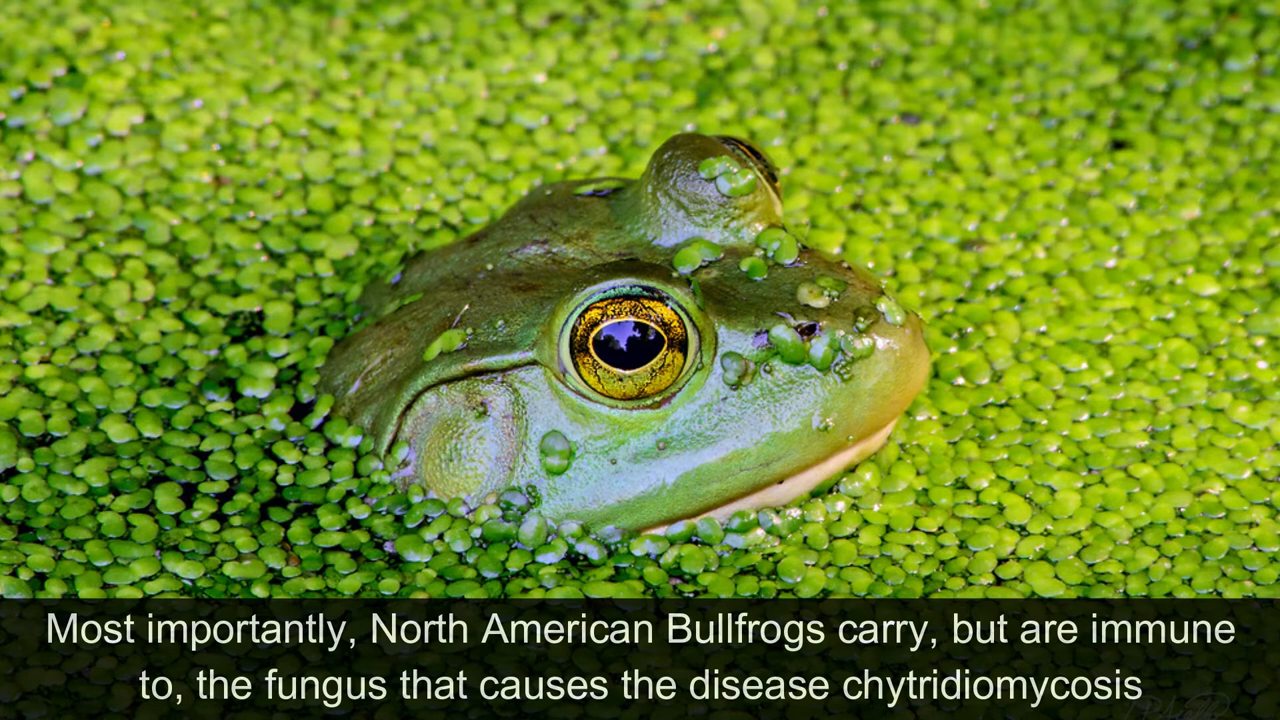 Most importantly, North American Bullfrogs carry, but are immune
to, the fungus that causes the disease chytridiomycosis